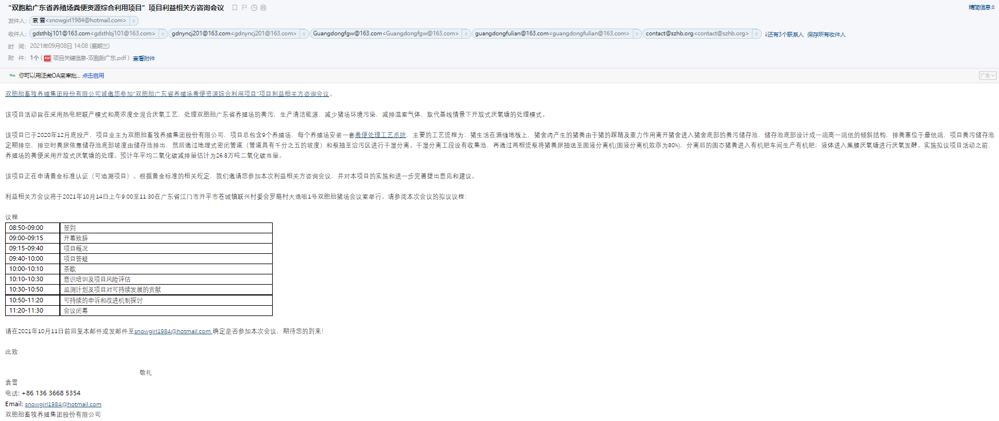 “双胞胎广东省养殖场粪便资源综合利用项目”项目利益相关方咨询会议
精简信息
发件人：袁 雪<snowgirl1984@hotmail.com> +
收件人：gdsthbj101@163.com<gdsthbj101@163.com> + gdnyncj201@163.com<gdnyncj201@163.com> + Guangdongfgw@163.com<Guangdongfgw@163.com> + guangdongfulian@163.com<guangdongfulian@163.com> + contact@szhb.org<contact@szhb.org> + ↓还有3个联系人 保存所有收件人
时 间：2021年09月08日 14:08 (星期三)
附 件：1个 ( PDF 项目关键信息-双胞胎广东.pdf ) 查看附件
你可以用泛微OA来审批... 点击启用
广告
双胞胎畜牧养殖集团股份有限公司诚邀您参加“双胞胎广东省养殖场粪便资源综合利用项目”项目利益相关方咨询会议。
该项目活动旨在采用热电肥联产模式和高浓度全混合厌氧工艺，处理双胞胎广东省养殖场的粪污，生产清洁能源，减少猪场环境污染，减排温室气体，取代基线情景下开放式厌氧塘的处理模式。
该项目已于2020年12月底投产，项目业主为双胞胎畜牧养殖集团股份有限公司，项目总包含9个养殖场，每个养殖场安装一套粪便处理工艺系统，主要的工艺流程为：猪生活在漏缝地板上，猪舍内产生的猪粪由于猪的踩踏及重力作用离开猪舍进入猪舍底部的粪污储存池，储存池底部设计成一端高一端低的倾斜结构，排粪塞位于最低端，项目粪污储存池
定期排空，排空时粪尿依靠储存池底部坡度由储存池排出，然后通过地埋式密闭管道（管道具有千分之五的坡度）和泵抽至治污区进行干湿分离。干湿分离工段设有收集池，再通过两相流泵将猪粪尿抽送至固液分离机(固液分离机效率为80%)，分离后的固态猪粪进入有机肥车间生产有机肥；液体进入黑膜厌氧塘进行厌氧发酵。实施拟议项目活动之前，
养殖场的粪便采用开放式厌氧塘的处理。预计年平均二氧化碳减排量估计为26.8万吨二氧化碳当量。
该项目正在申请黄金标准认证（可追溯项目）。根据黄金标准的相关规定，我们邀请您参加本次利益相关方咨询会议，并对本项目的实施和进一步完善提出意见和建议。
利益相关方会议将于2021年10月14日上午9:00至11:30在广东省江门市开平市苍城镇联兴村委会罗荫村大造咀1号双胞胎猪场会议室举行。请参阅本次会议的拟议议程：
议程
08:50-09:00 签到
09:00-09:15 开幕致辞
09:15-09:40 项目概况
09:40-10:00 项目答疑
10:00-10:10 茶歇
10:10-10:30 意识培训及项目风险评估
10:30-10:50 监测计划及项目对可持续发展的贡献
10:50-11:20 可持续的申诉和改进机制探讨
11:20-11:30 会议闭幕
请在2021年10月11日前回复本邮件或发邮件至snowgirl1984@hotmail.com 确定是否参加本次会议，期待您的到来！
此致
敬礼
袁雪
电话: +86 136 3668 5354
Email: snowgirl1984@hotmail.com
双胞胎畜牧养殖集团股份有限公司